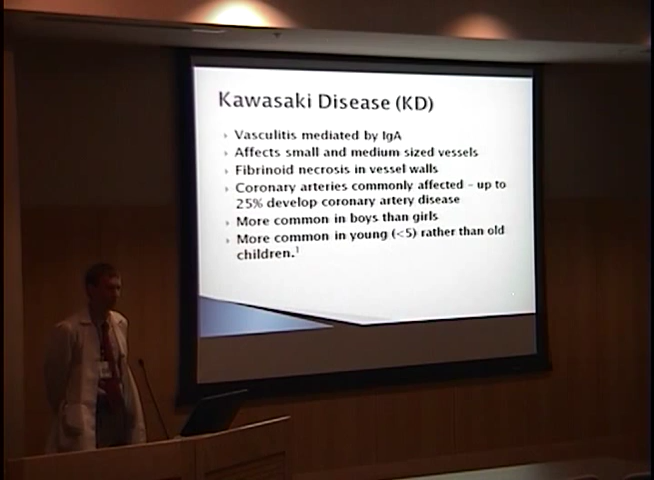 Kawasaki Disease (KD)
Vasculitis mediated by IgA
Affects small and medium sized vessels
Fibrinoid necrosis in vessel walls
Coronary arteries commonly affected – up to
25% develop coronary artery disease
More common in boys than girls
More common in young (<5) rather than old
children.1